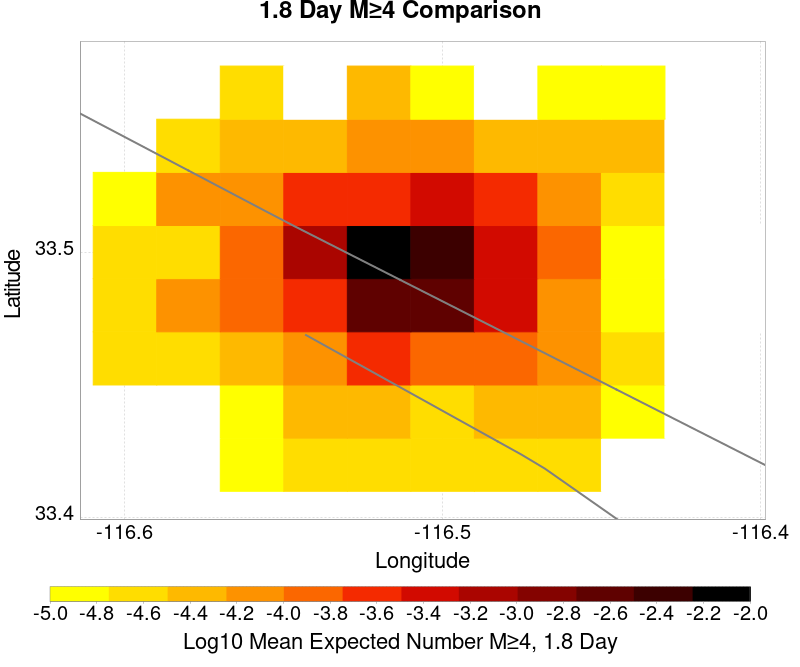 1.8 Day M≥4 Comparison
Latitude
33.5
33.4
-116.6 -116.5 -116.4
Longitude
-5.0 -4.8 -4.6 -4.4 -4.2 -4.0 -3.8 -3.6 -3.4 -3.2 -3.0 -2.8 -2.6 -2.4 -2.2 -2.0
Log10 Mean Expected Number M≥4, 1.8 Day